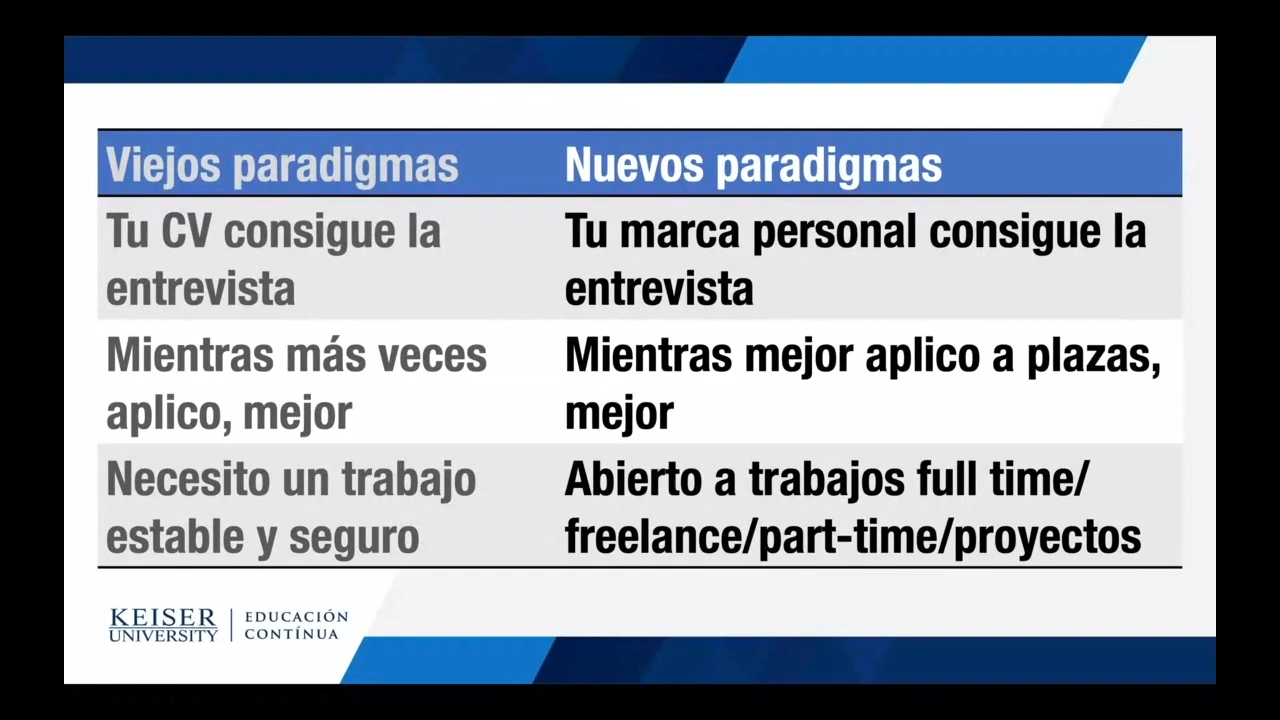 Viejos paradigmas
Nuevos paradigmas
Tu CV consigue la
entrevista
Tu marca personal consigue la
entrevista
Mientras más veces
aplico, mejor
Mientras mejor aplico a plazas,
mejor
Necesito un trabajo
estable y seguro
Abierto a trabajos full time/
freelance/part-time/proyectos
KEISER
UNIVERSITY
EDUCACIÓN
CONTÍNUA